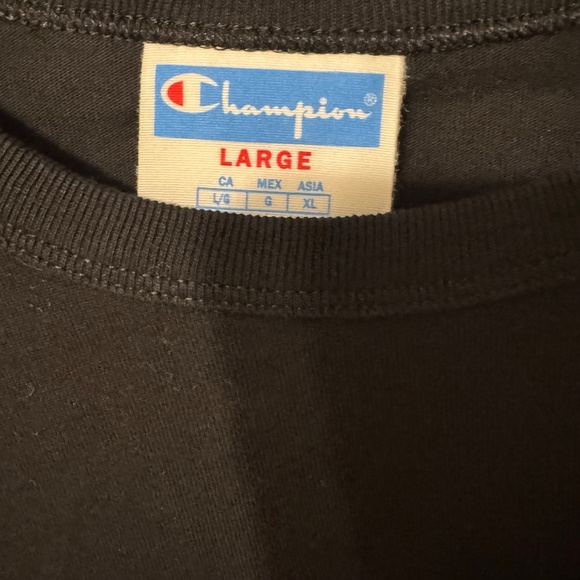 Champion®
LARGE
CA MEX ASIA
L/G G XL